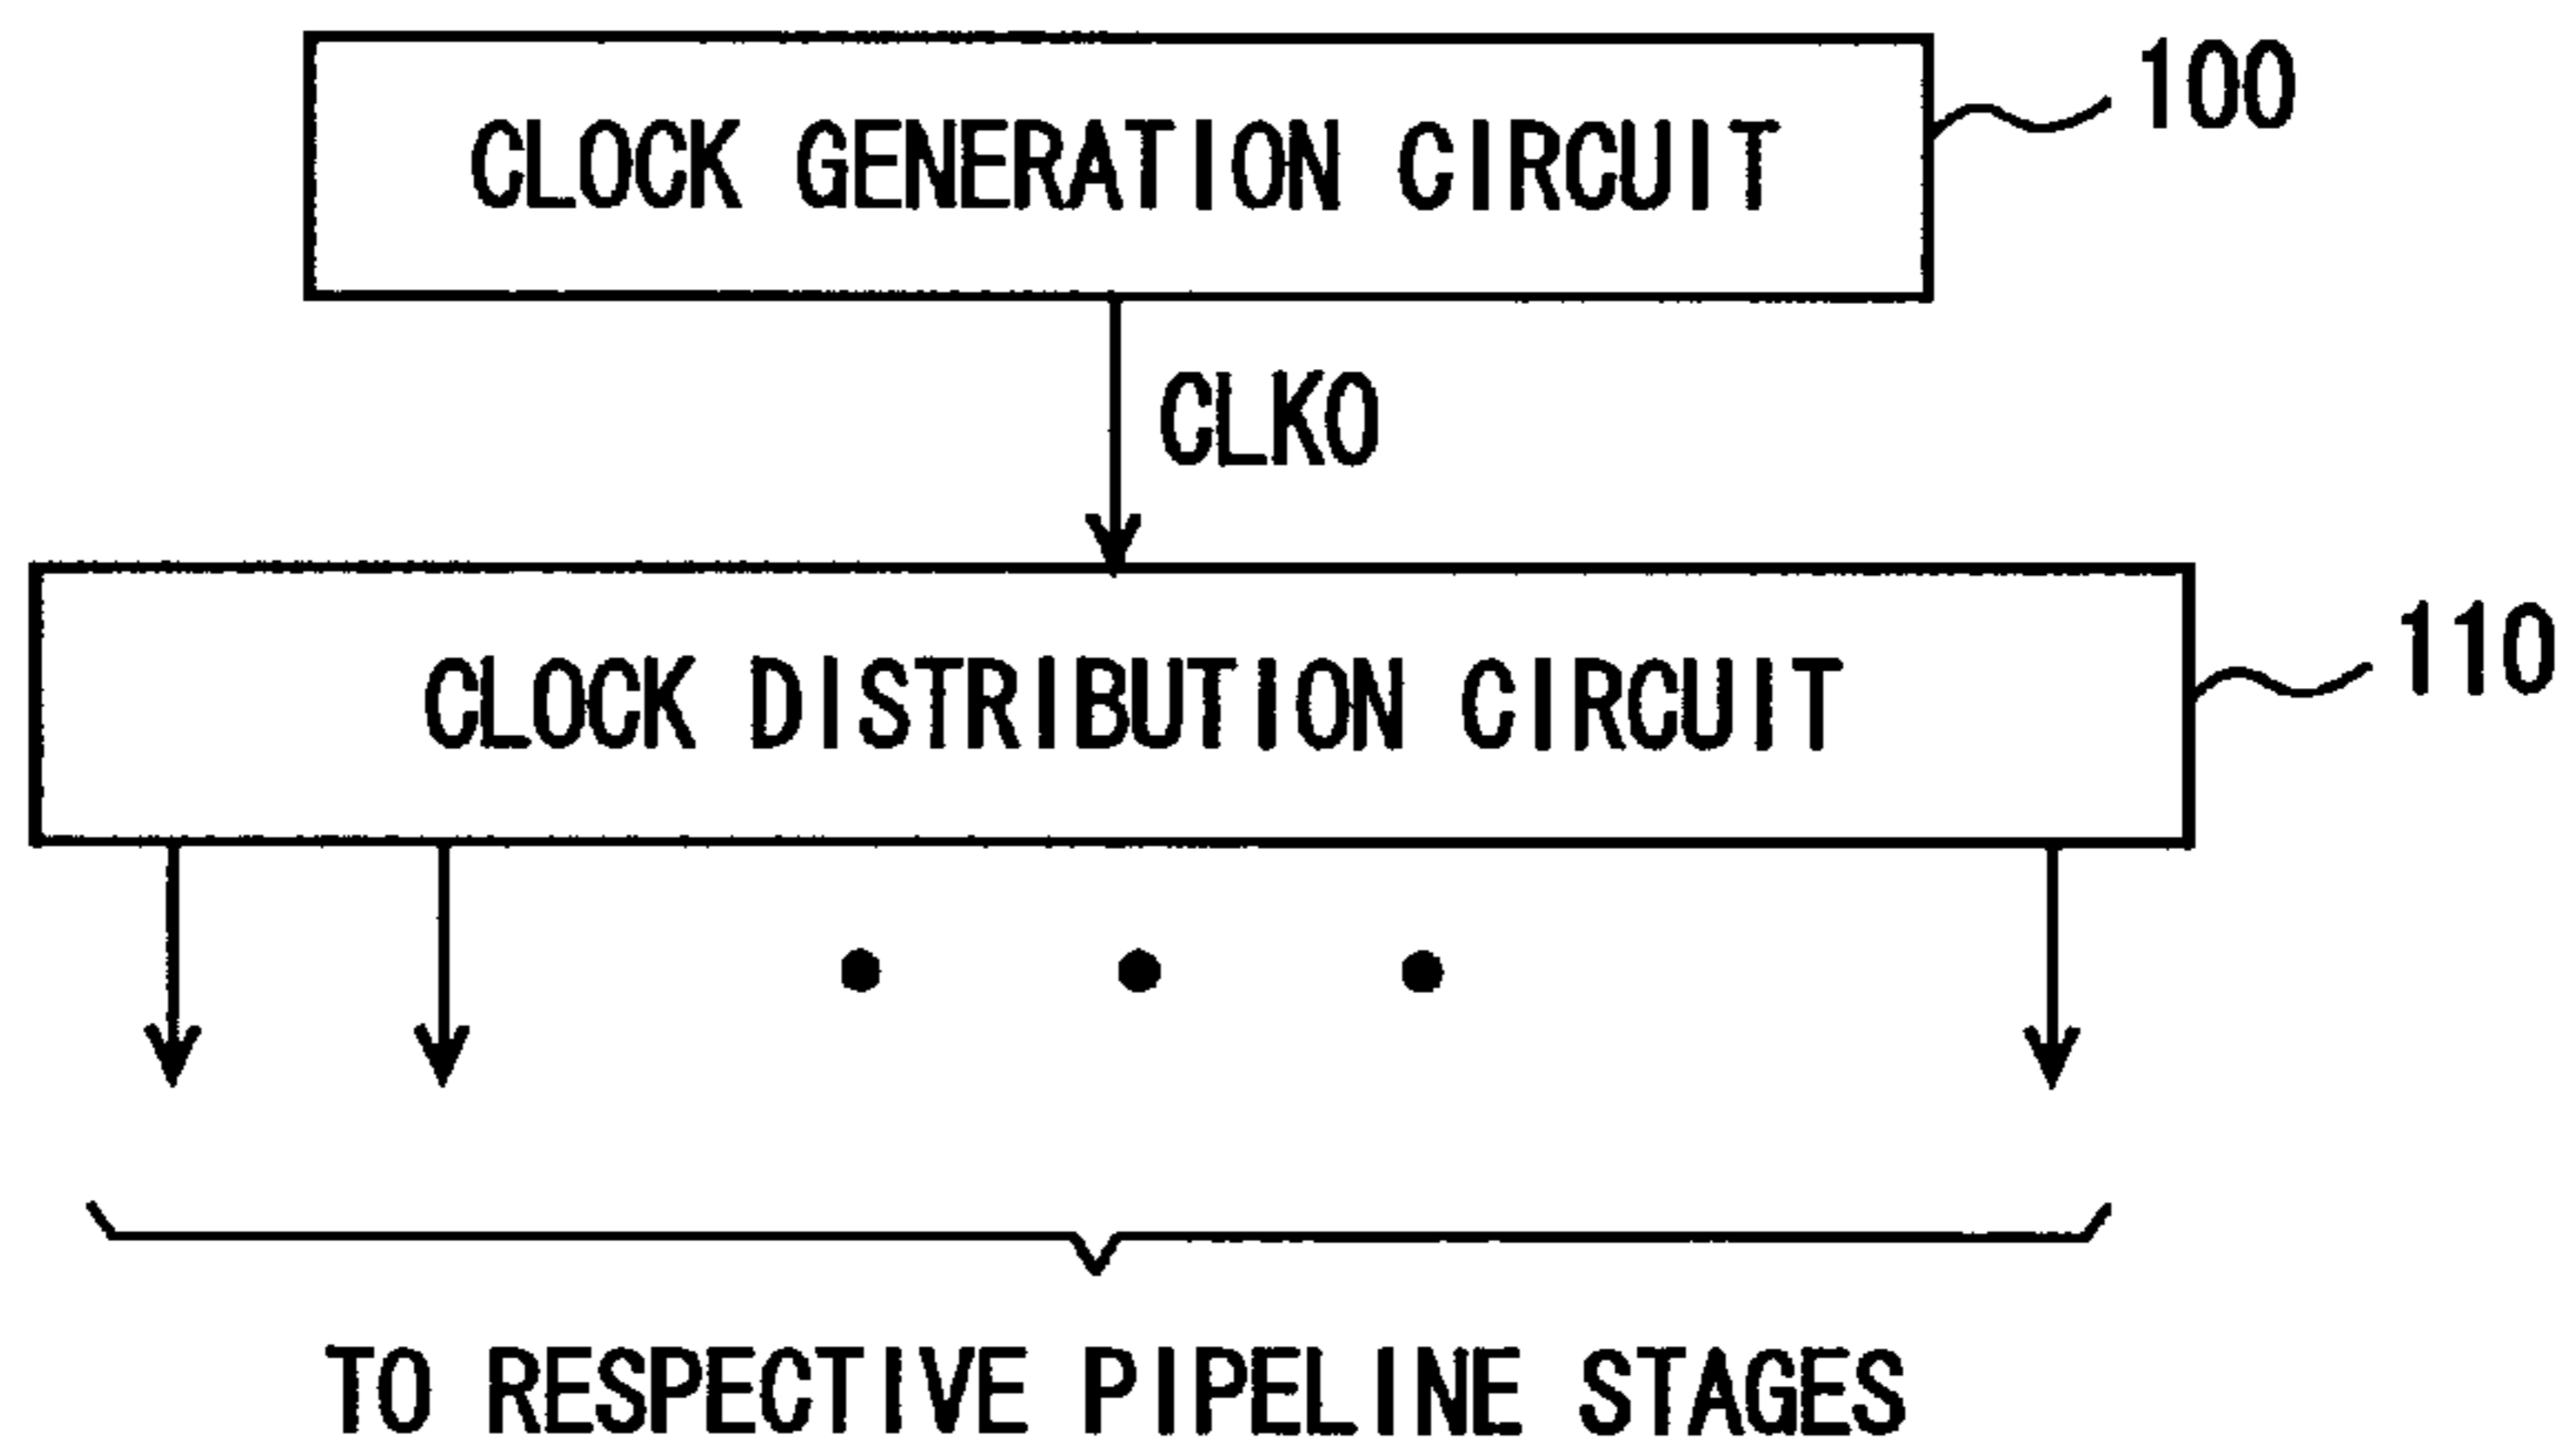 CLOCK GENERATION CIRCUIT
100
CLK0
CLOCK DISTRIBUTION CIRCUIT
110
TO RESPECTIVE PIPELINE STAGES